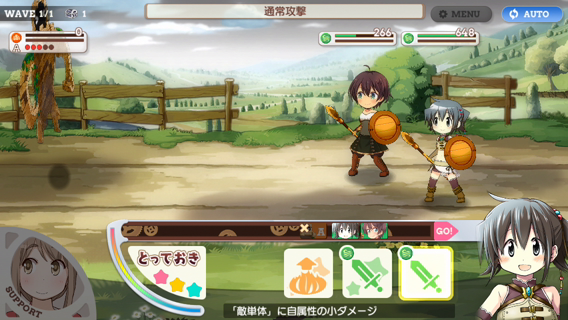 WAVE 1/1 1
通常攻撃
MENU
AUTO
0
A
266
648
GO!
とっておき
SUPPORT
「敵単体」に自属性の小ダメージ